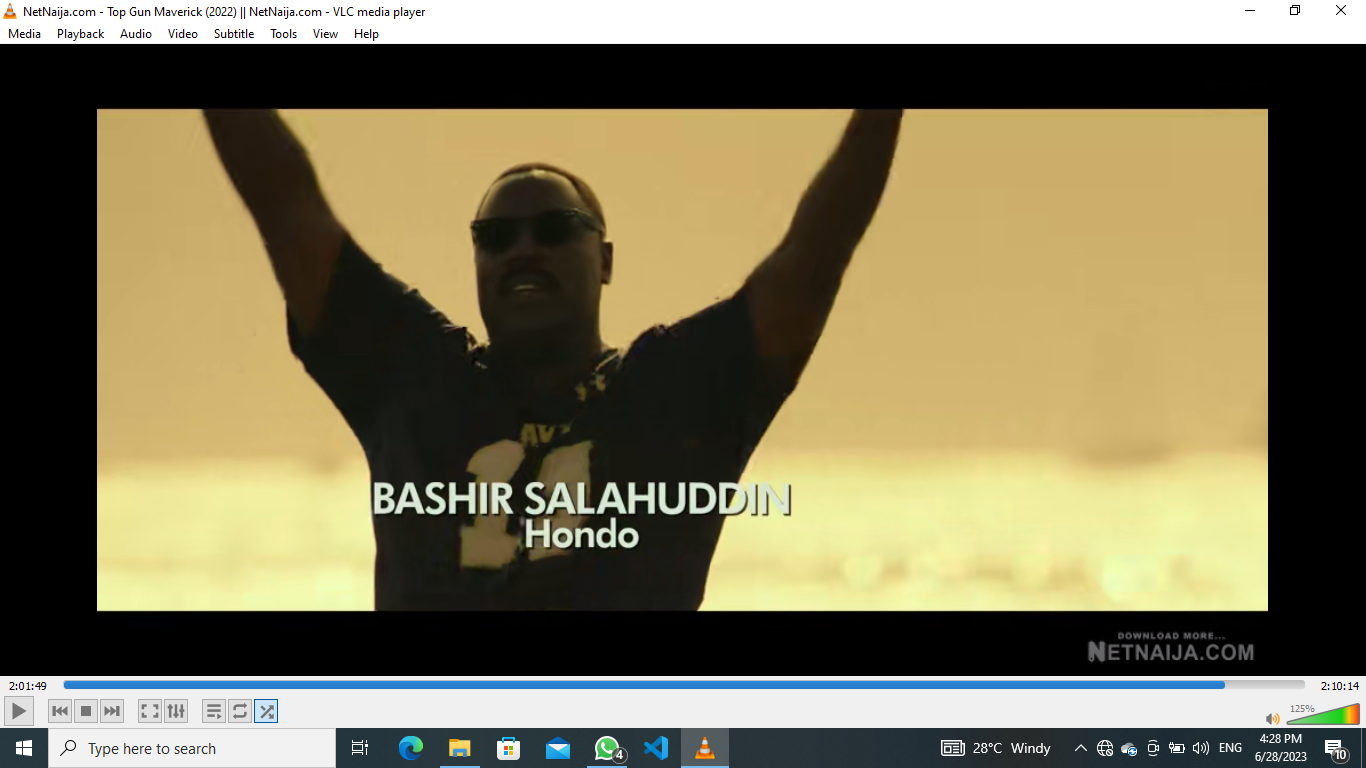 NetNaija.com - Top Gun Maverick (2022) || NetNaija.com - VLC media player
Media Playback Audio Video Subtitle Tools View Help
AVY
11
BASHIR SALAHUDDIN
Hondo
DOWNLOAD MORE...
NETNAIJA.COM
2:01:49
2:10:14
125%
Type here to search
4
28°C Windy
ENG
4:28 PM
6/28/2023
10